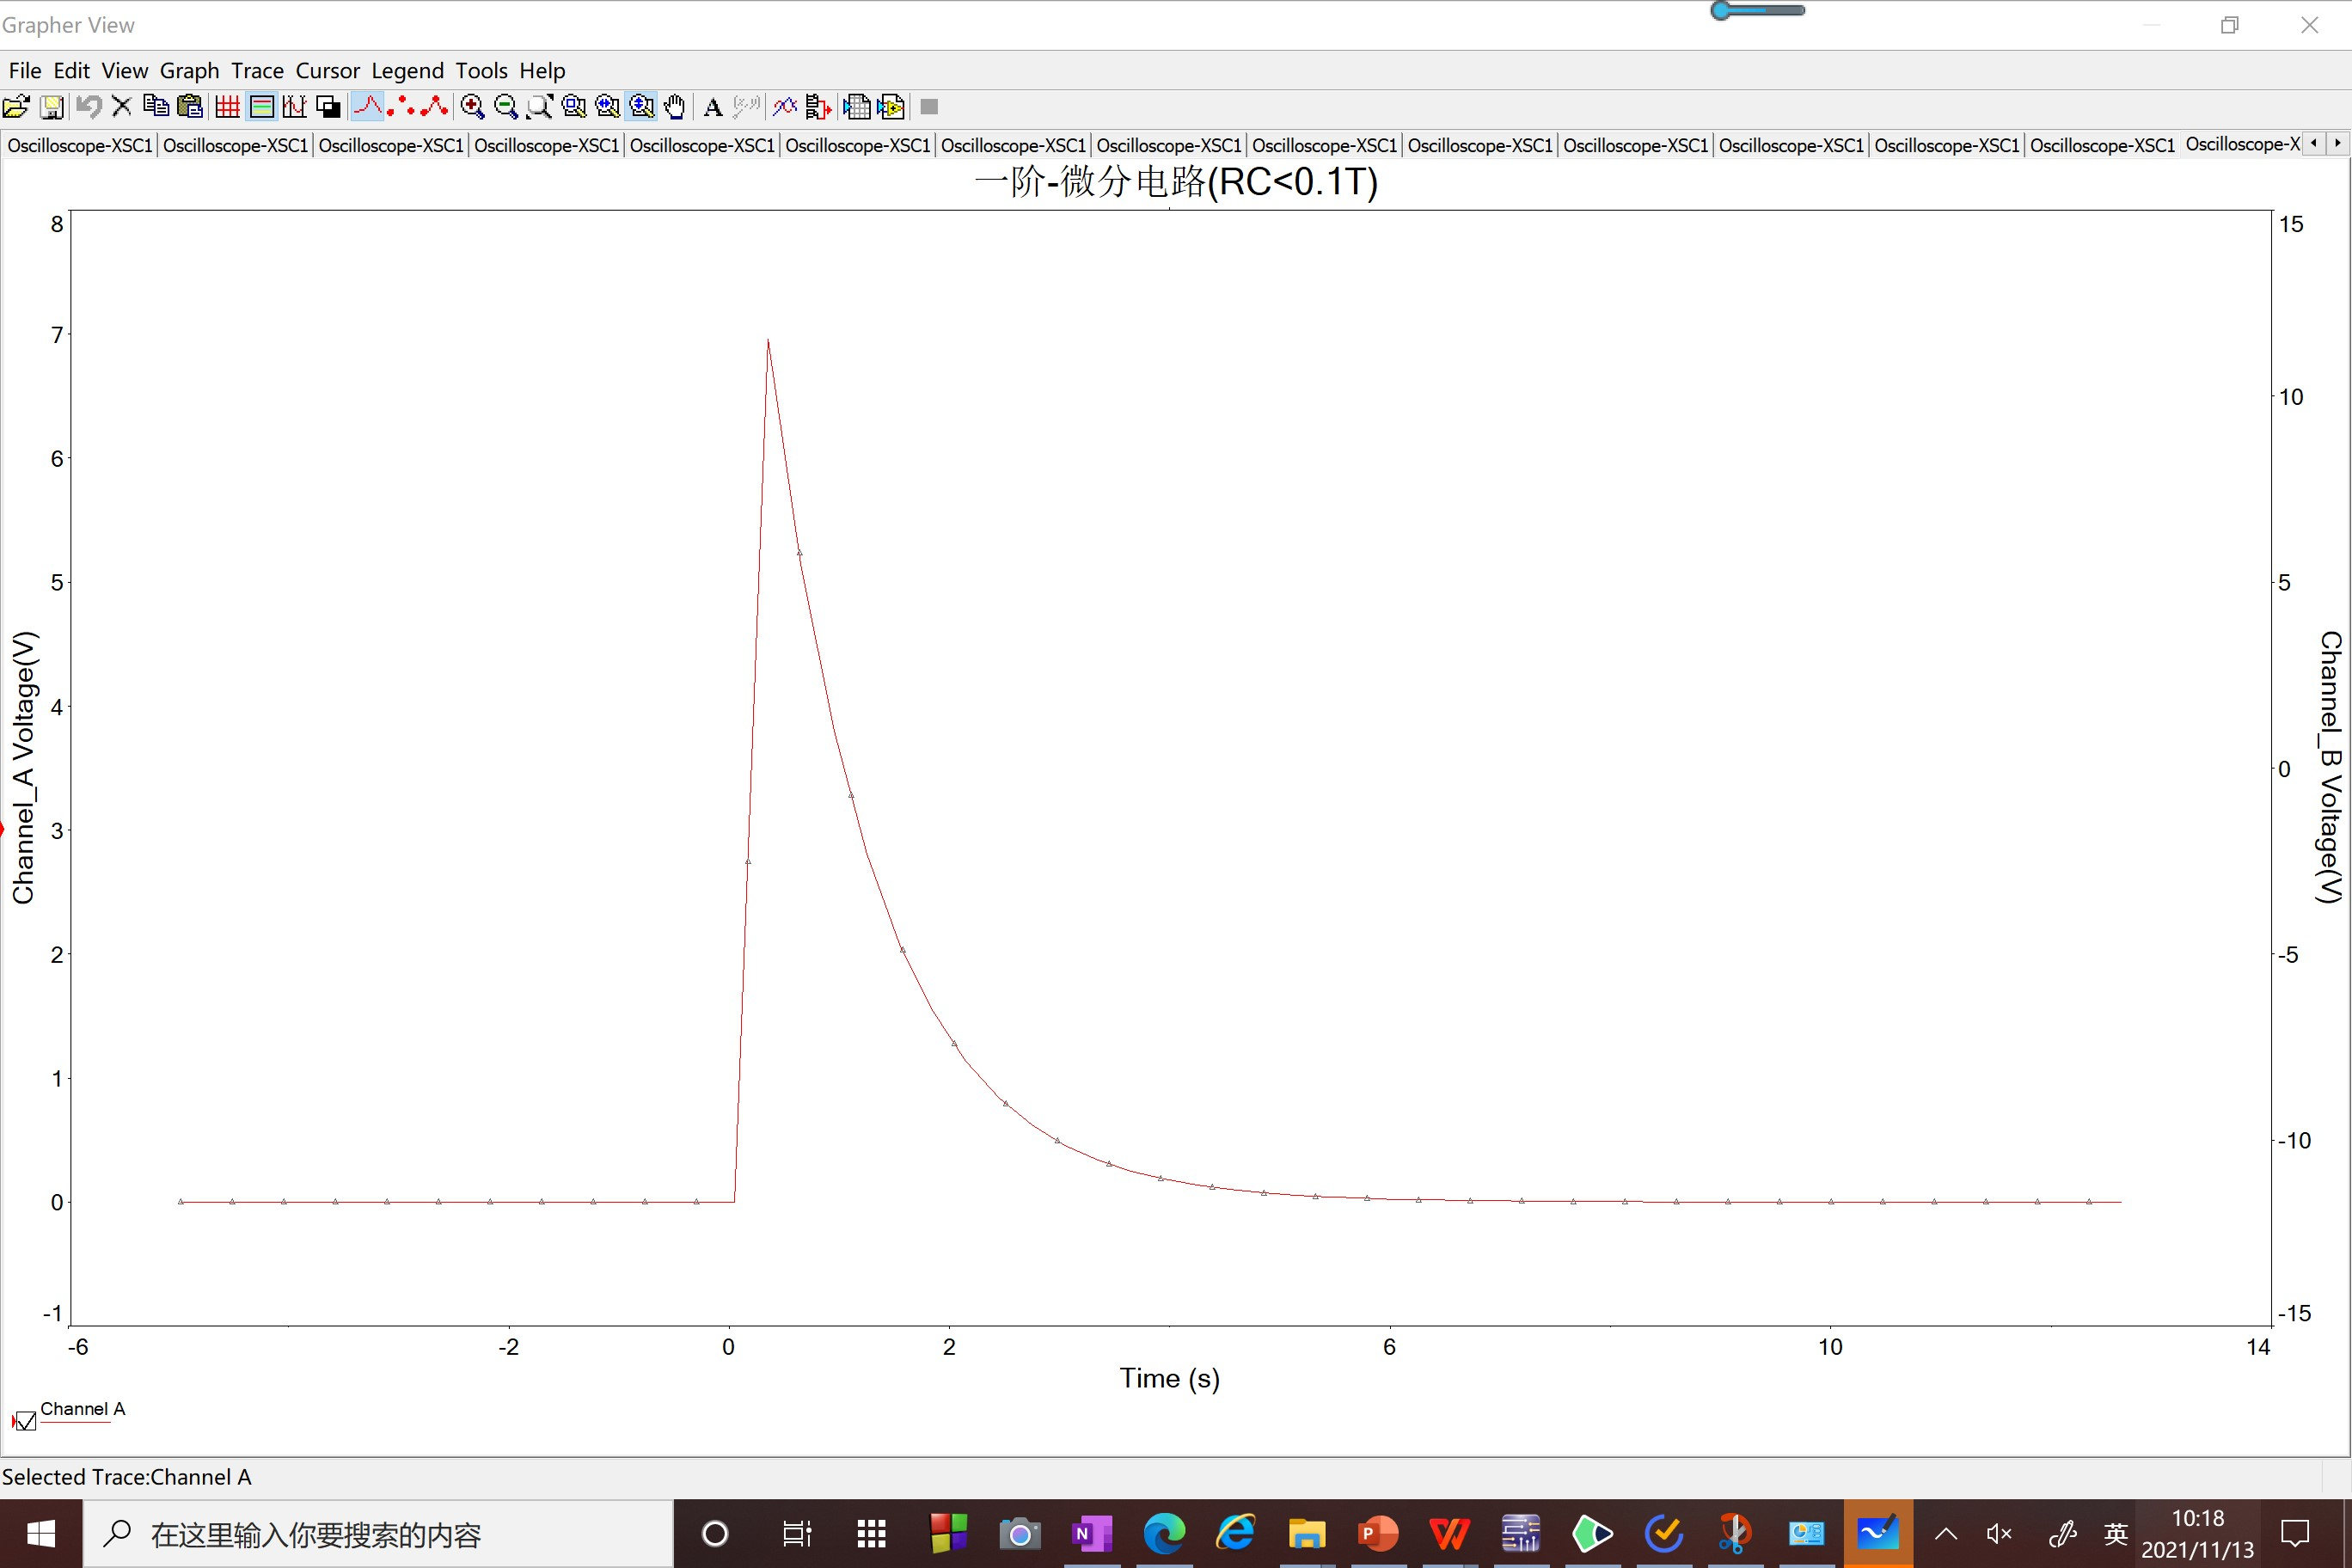 Grapher View
File Edit View Graph Trace Cursor Legend Tools Help
Oscilloscope-XSC1 Oscilloscope-XSC1 Oscilloscope-XSC1 Oscilloscope-XSC1 Oscilloscope-XSC1 Oscilloscope-XSC1 Oscilloscope-XSC1 Oscilloscope-XSC1 Oscilloscope-XSC1 Oscilloscope-XSC1 Oscilloscope-XSC1 Oscilloscope-XSC1 Oscilloscope-XSC1 Oscilloscope-XSC1 Oscilloscope-X
一阶-微分电路(RC<0.1T)
Channel_A Voltage(V)
8
7
6
5
4
3
2
1
0
-1
15
10
5
0
-5
-10
-15
Channel_B Voltage(V)
-6 -2 0 2 6 10 14
Time (s)
Channel A
Selected Trace:Channel A
在这里输入你要搜索的内容
英
10:18
2021/11/13